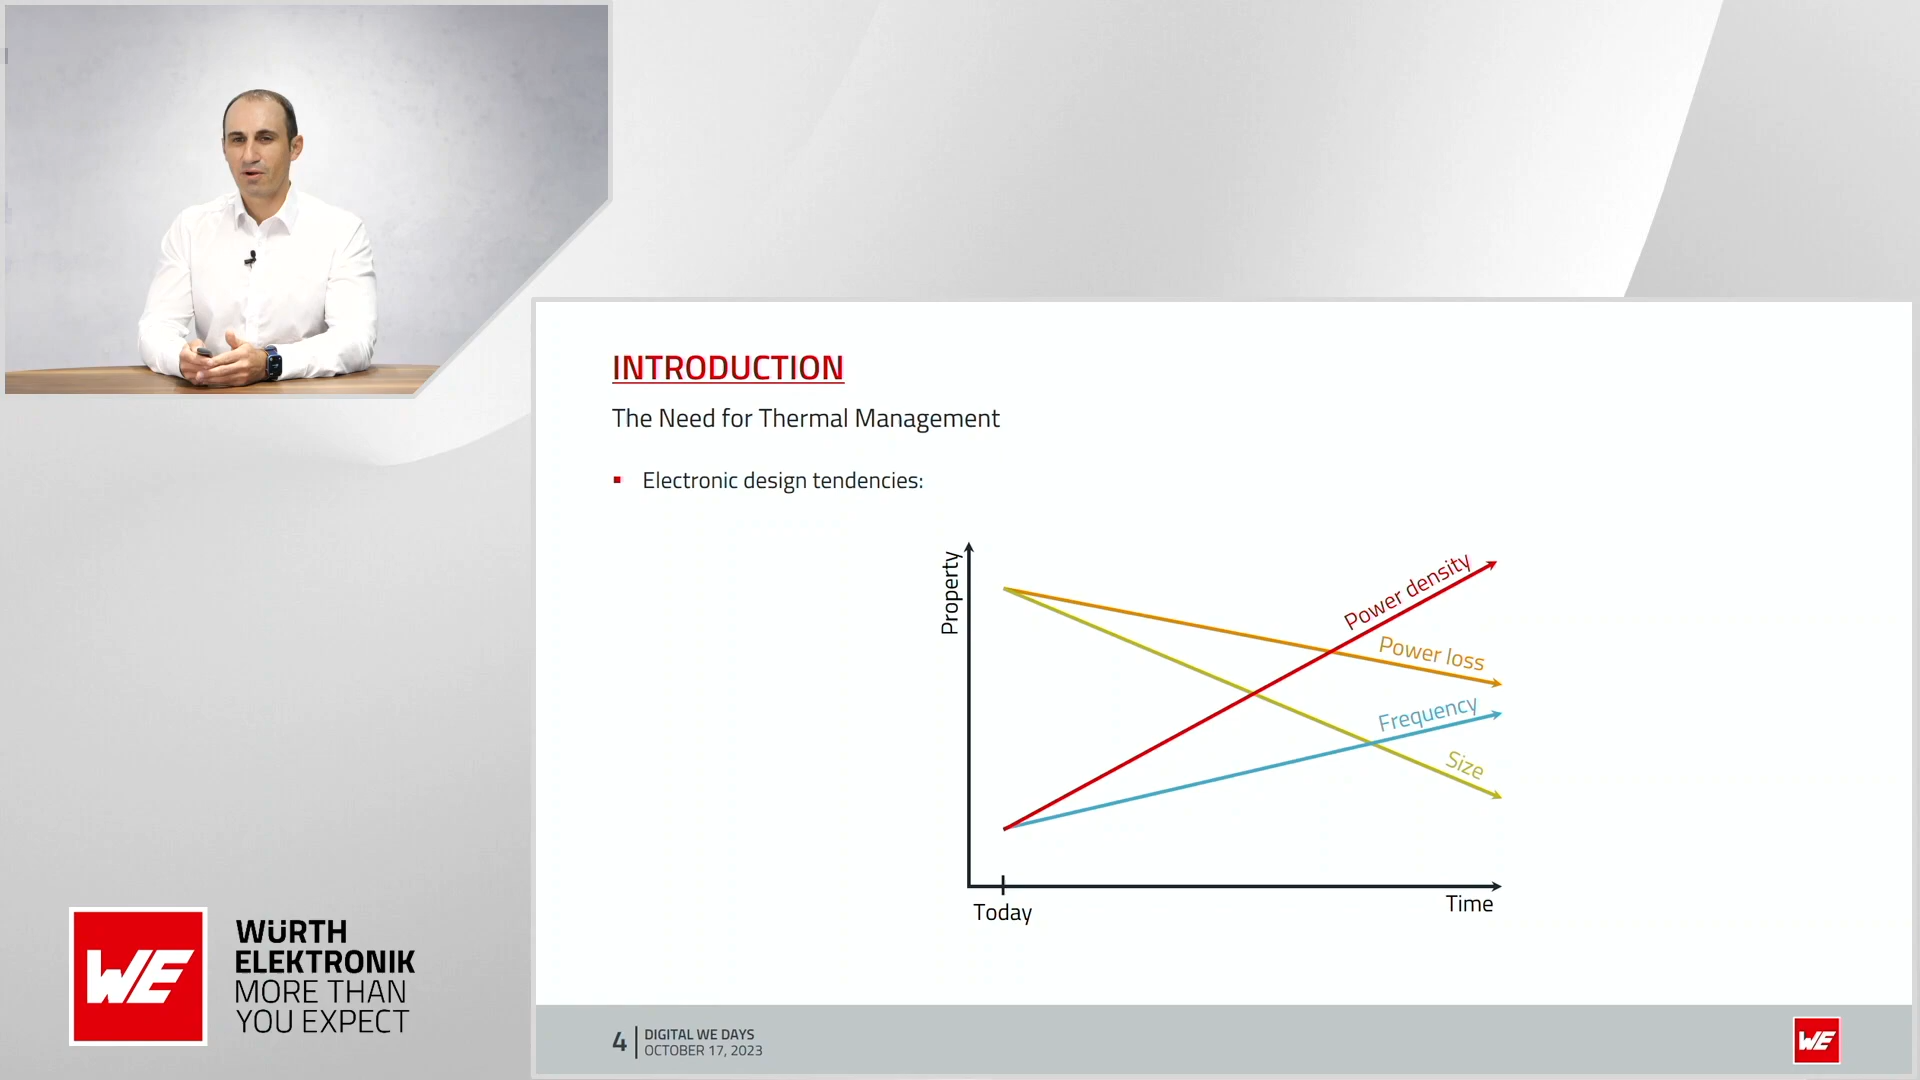 INTRODUCTION
The Need for Thermal Management
Electronic design tendencies:
Property
Power density
Power loss
Frequency
Size
Today
Time
WE
WÜRTH
ELEKTRONIK
MORE THAN
YOU EXPECT
4
DIGITAL WE DAYS
OCTOBER 17, 2023
WE